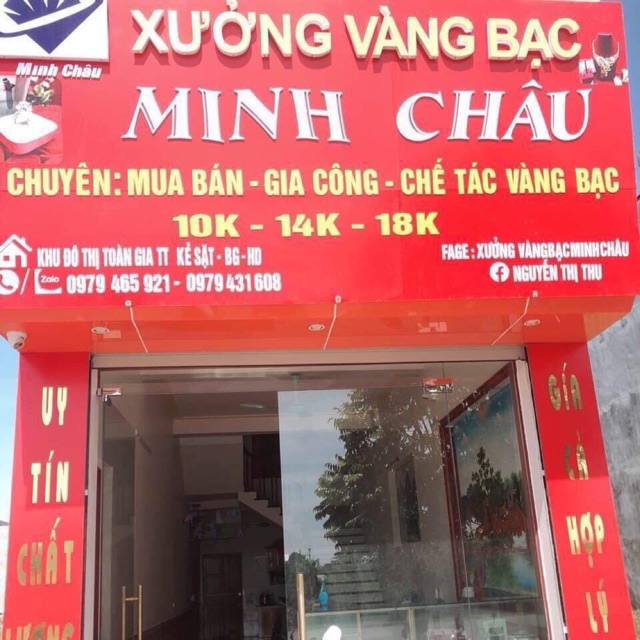 Minh Châu
XƯỞNG VÀNG BẠC
MINH CHÂU
CHUYÊN: MUA BÁN - GIA CÔNG - CHẾ TÁC VÀNG BẠC
10K - 14K - 18K
KHU ĐÔ THỊ TOÀN GIA TT KẺ SẶT - BG - HD
Zalo 0979 465 921 - 0979 431 608
FAGE: XƯỞNG VÀNGBẠCMINHCHÂU
NGUYỄN THỊ THU
UY
TÍN
CHẤT
LƯỢNG
GÍA
CẢ
HỢP
LÝ